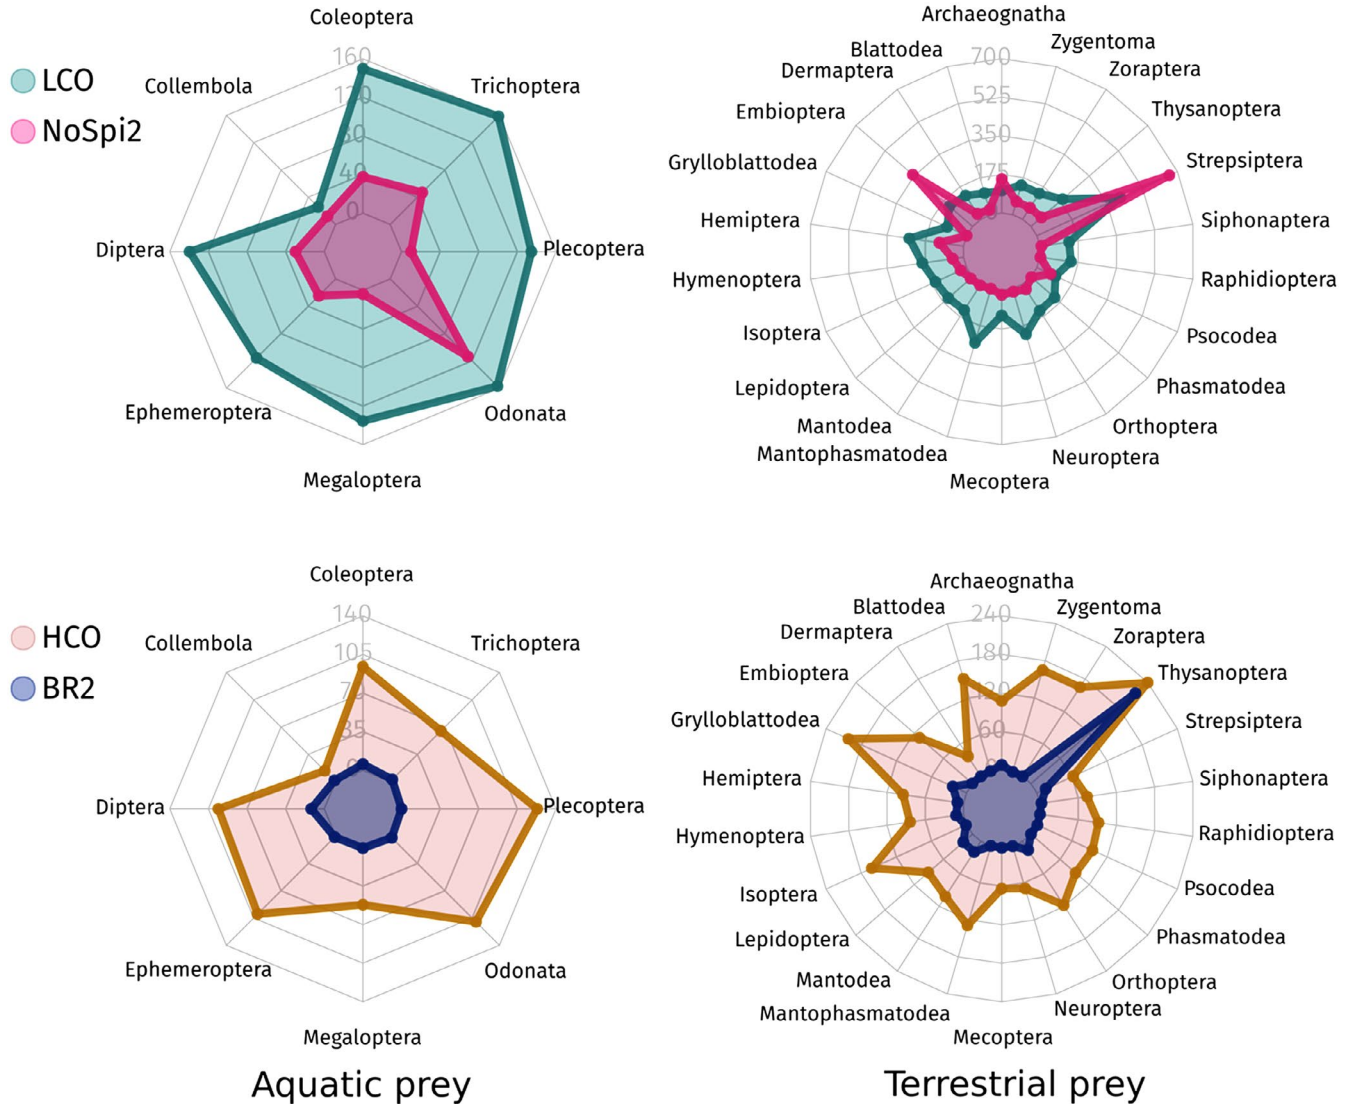 Coleoptera
160
120
80
40
0
Trichoptera
Plecoptera
Odonata
Megaloptera
Ephemeroptera
Diptera
Collembola
LCO
NoSpi2
Archaeognatha
700
525
350
175
Zygentoma
Zoraptera
Thysanoptera
Strepsiptera
Siphonaptera
Raphidioptera
Psocodea
Phasmatodea
Orthoptera
Neuroptera
Mecoptera
Mantophasmatodea
Mantodea
Lepidoptera
Isoptera
Hymenoptera
Hemiptera
Grylloblattodea
Embioptera
Dermaptera
Blattodea
Coleoptera
140
105
35
Trichoptera
Plecoptera
Odonata
Megaloptera
Ephemeroptera
Diptera
Collembola
HCO
BR2
Archaeognatha
240
180
120
60
Zygentoma
Zoraptera
Thysanoptera
Strepsiptera
Siphonaptera
Raphidioptera
Psocodea
Phasmatodea
Orthoptera
Neuroptera
Mecoptera
Mantophasmatodea
Mantodea
Lepidoptera
Isoptera
Hymenoptera
Hemiptera
Grylloblattodea
Embioptera
Dermaptera
Blattodea
Aquatic prey
Terrestrial prey